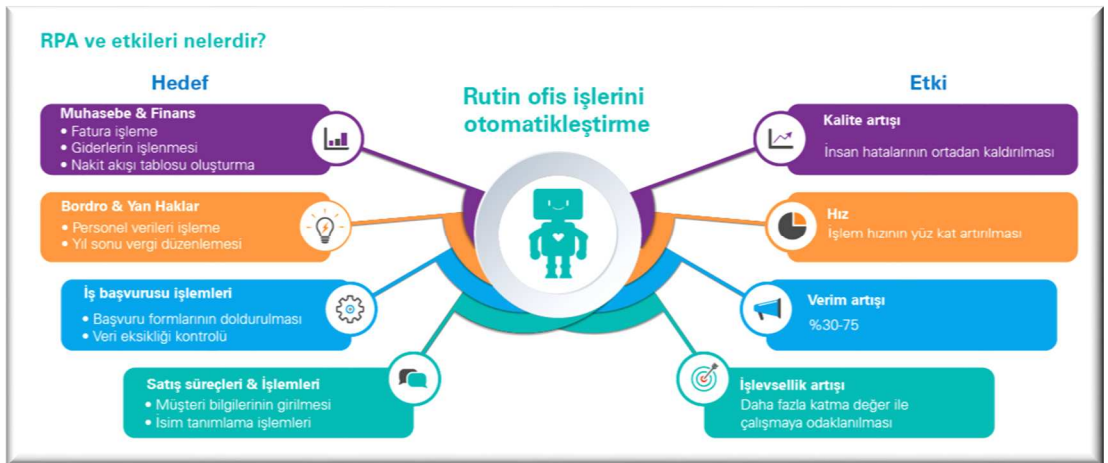 RPA ve etkileri nelerdir?
Hedef
Muhasebe & Finans
• Fatura işleme
• Giderlerin işlenmesi
• Nakit akışı tablosu oluşturma
Bordro & Yan Haklar
• Personel verileri işleme
• Yıl sonu vergi düzenlemesi
İş başvurusu işlemleri
• Başvuru formlarının doldurulması
• Veri eksikliği kontrolü
Satış süreçleri & İşlemleri
• Müşteri bilgilerinin girilmesi
• İsim tanımlama işlemleri
Rutin ofis işlerini
otomatikleştirme
Etki
Kalite artışı
İnsan hatalarının ortadan kaldırılması
Hız
İşlem hızının yüz kat artırılması
Verim artışı
%30-75
İşlevsellik artışı
Daha fazla katma değer ile
çalışmaya odaklanılması